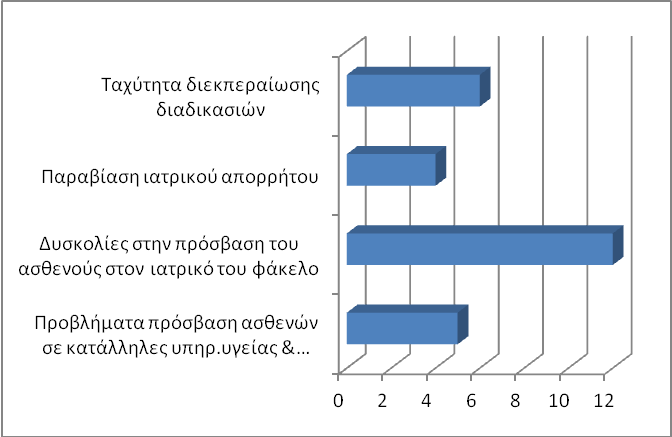 Ταχύτητα διεκπεραίωσης
διαδικασιών
Παραβίαση ιατρικού απορρήτου
Δυσκολίες στην πρόσβαση του
ασθενούς στον ιατρικό του φάκελο
Προβλήματα πρόσβαση ασθενών
σε κατάλληλες υπηρ.υγείας &...
0 2 4 6 8 10 12